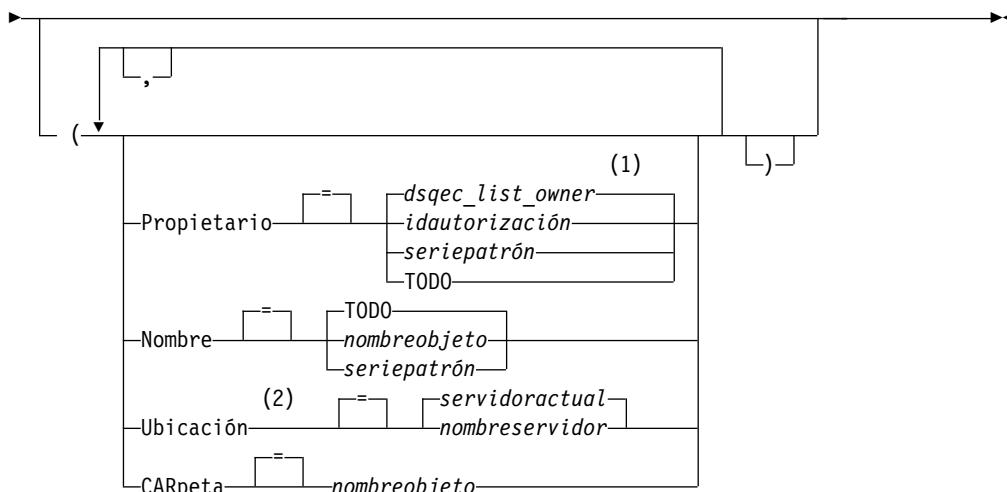 ,
(
)
(1)
=
dsqec_list_owner
Propietario
idautorización
seriepatrón
TODO
=
TODO
Nombre
nombreobjeto
seriepatrón
(2)
=
servidoractual
Ubicación
nombreservidor
=
CARpeta
nombreobjeto